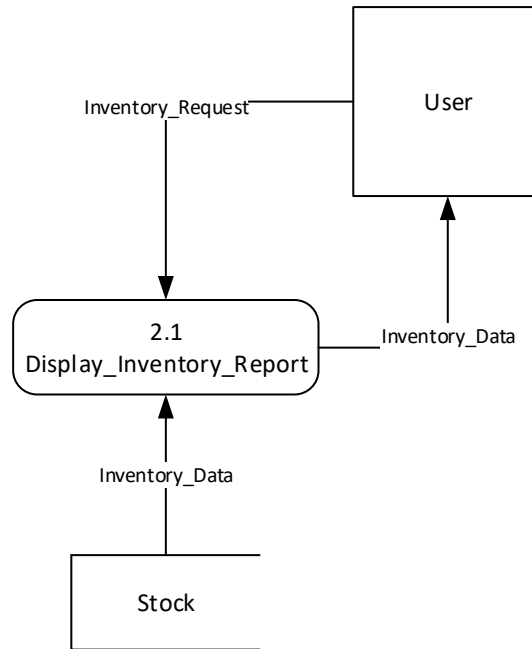 User
Inventory_Request
2.1
Display_Inventory_Report
Inventory_Data
Inventory_Data
Stock